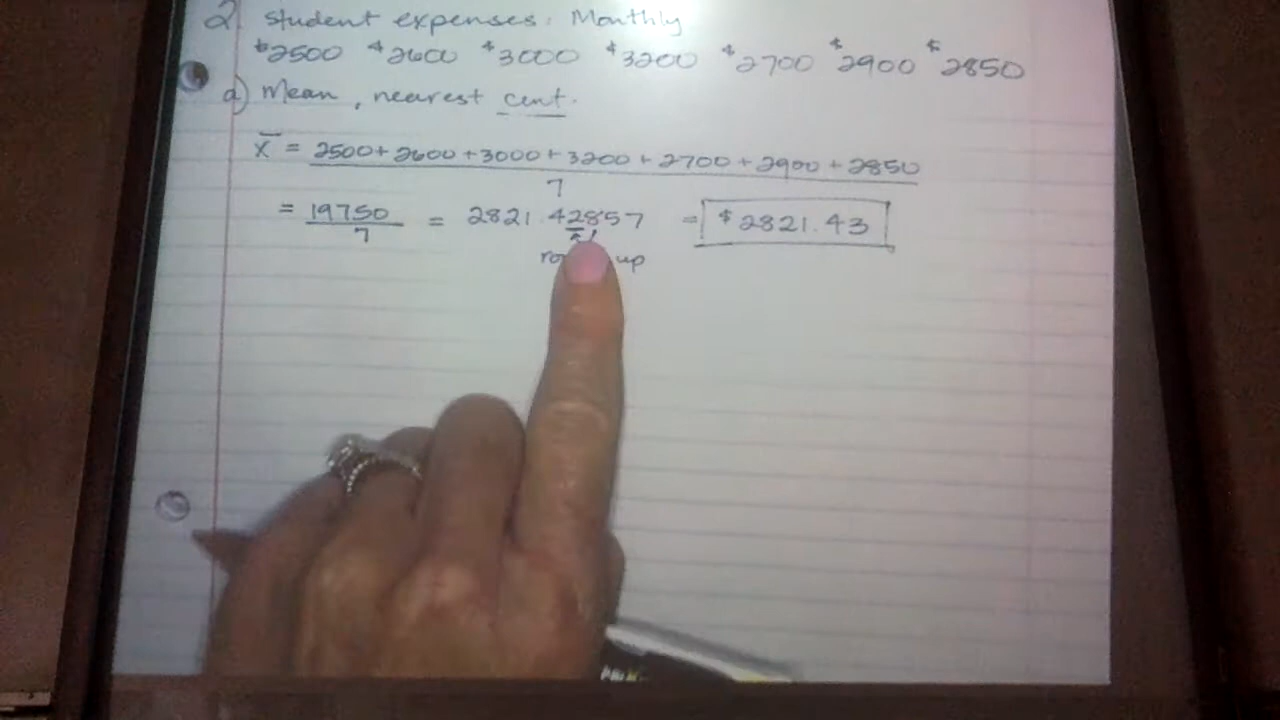 2. Student expenses: Monthly
$2500 $2600 $3000 $3200 $2700 $2900 $2850
a) Mean, nearest cent.
x̄ = 2500 + 2600 + 3000 + 3200 + 2700 + 2900 + 2850
7
= 19750 / 7 = 2821.42857 = $2821.43
up